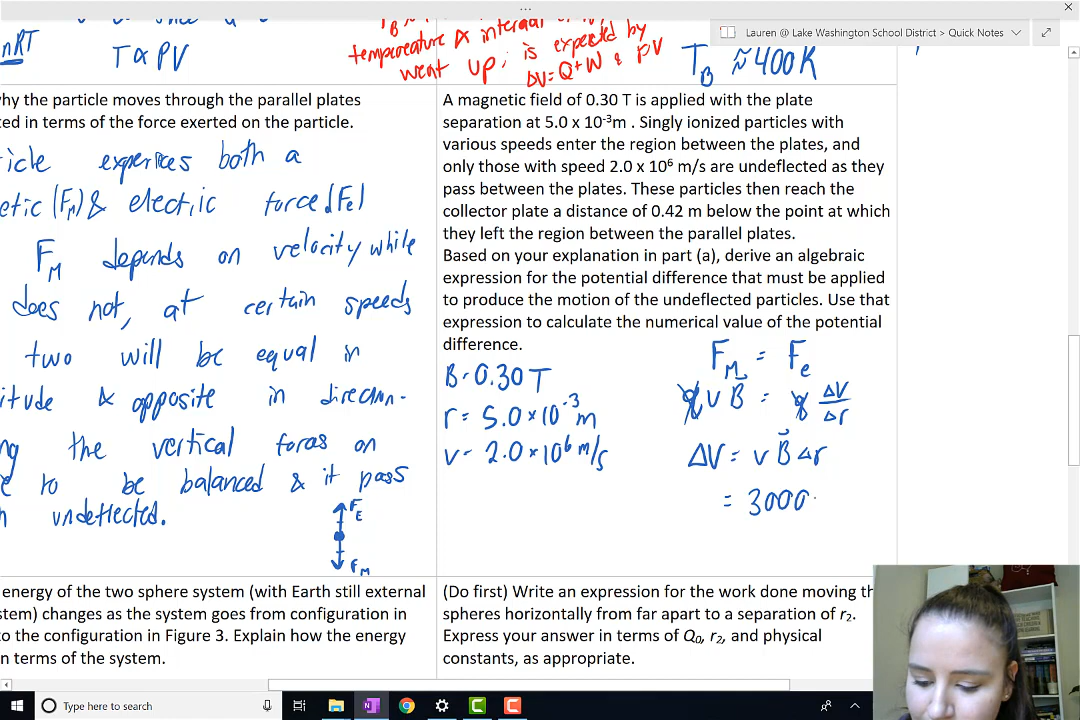 Lauren @ Lake Washington School District › Quick Notes
nRT
T ∝ PV
temperature ∝ internal
went up, is expected by
ΔU = Q + W & PV
T_B ≈ 400K
why the particle moves through the parallel plates
ted in terms of the force exerted on the particle.
icle experinces both a
etic (F_M) & electric force (Fe)
F_M depends on velocity while
does not, at certain speeds
two will be equal in
itude & opposite in direction.
the vertical forces on
to be balanced & it pass
undeflected.
F_E
F_M
A magnetic field of 0.30 T is applied with the plate
separation at 5.0 x 10⁻³m . Singly ionized particles with
various speeds enter the region between the plates, and
only those with speed 2.0 x 10⁶ m/s are undeflected as they
pass between the plates. These particles then reach the
collector plate a distance of 0.42 m below the point at which
they left the region between the parallel plates.
Based on your explanation in part (a), derive an algebraic
expression for the potential difference that must be applied
to produce the motion of the undeflected particles. Use that
expression to calculate the numerical value of the potential
difference.
B = 0.30 T
r = 5.0 × 10⁻³ m
v = 2.0 × 10⁶ m/s
F_M = Fe
q v B = q ΔV/Δr
ΔV = v B Δr
= 3000
energy of the two sphere system (with Earth still external
stem) changes as the system goes from configuration in
to the configuration in Figure 3. Explain how the energy
n terms of the system.
(Do first) Write an expression for the work done moving th
spheres horizontally from far apart to a separation of r₂.
Express your answer in terms of Q₀, r₂, and physical
constants, as appropriate.
Type here to search